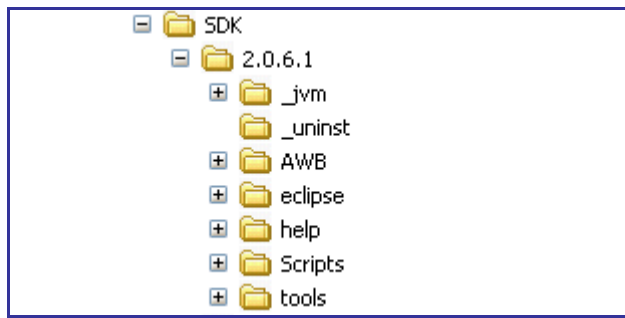 SDK
2.0.6.1
_jvm
_uninst
AWB
eclipse
help
Scripts
tools